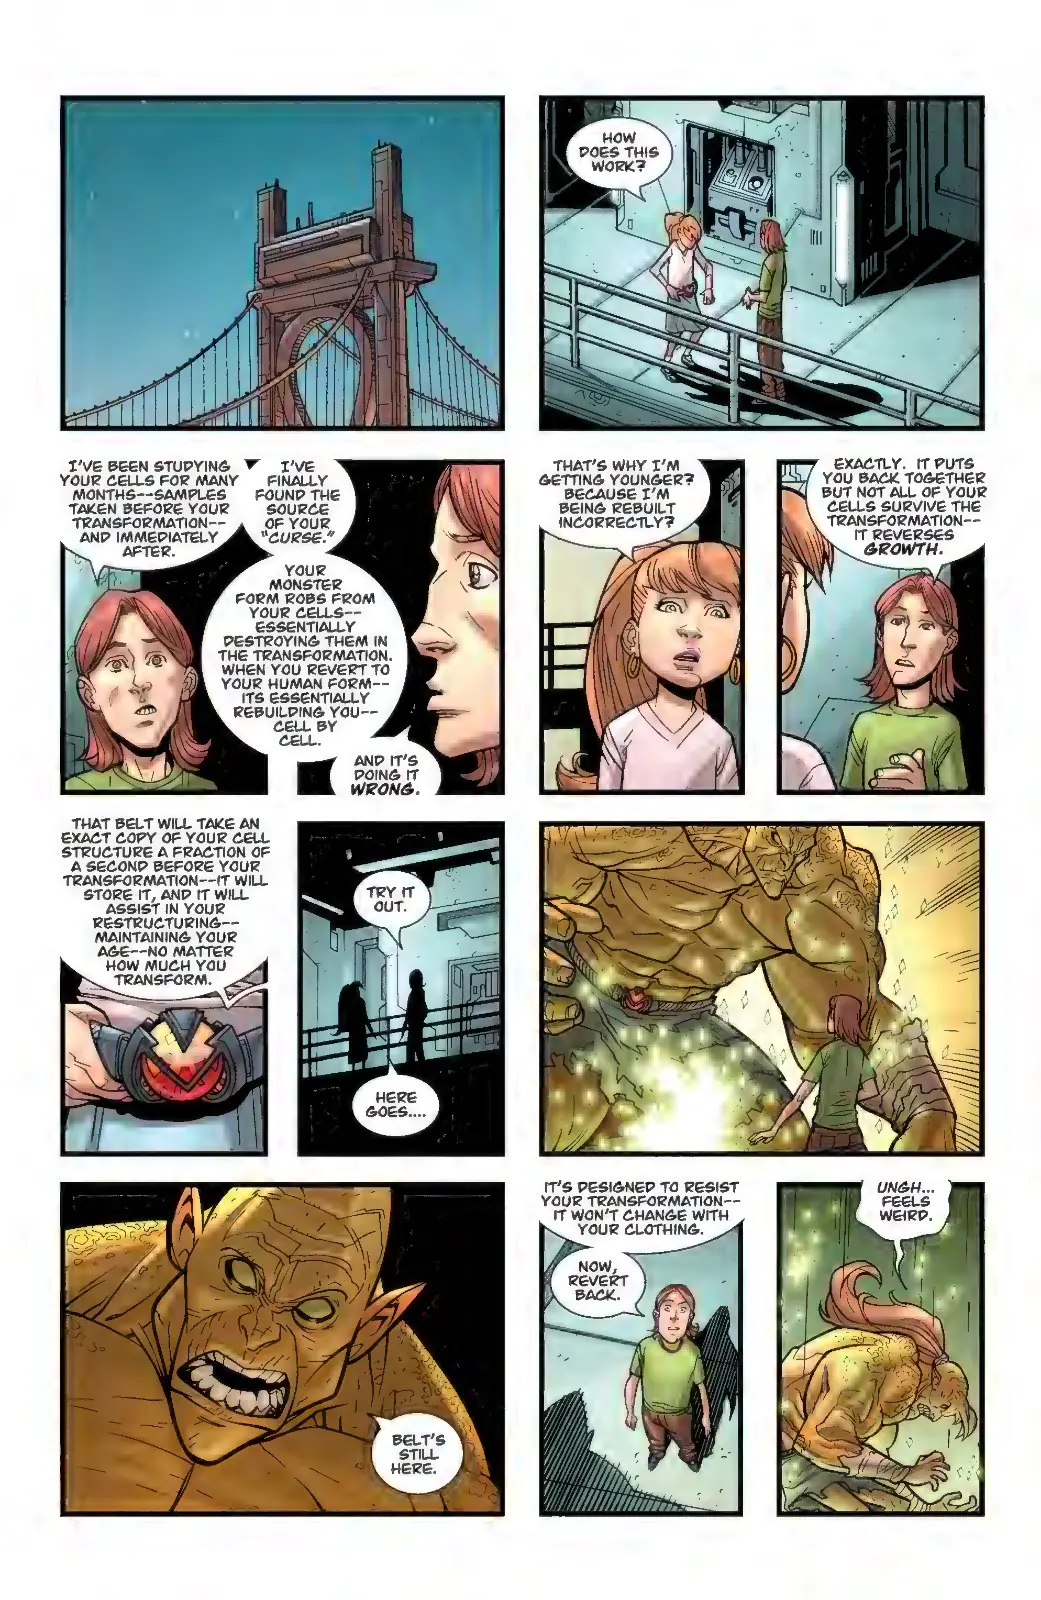 HOW
DOES THIS
WORK?
I'VE BEEN STUDYING
YOUR CELLS FOR MANY
MONTHS--SAMPLES
TAKEN BEFORE YOUR
TRANSFORMATION--
AND IMMEDIATELY
AFTER.
I'VE
FINALLY
FOUND THE
SOURCE
OF YOUR
"CURSE."
YOUR
MONSTER
FORM ROBS FROM
YOUR CELLS--
ESSENTIALLY
DESTROYING THEM IN
THE TRANSFORMATION.
WHEN YOU REVERT TO
YOUR HUMAN FORM--
ITS ESSENTIALLY
REBUILDING YOU--
CELL BY
CELL.
AND IT'S
DOING IT
WRONG.
THAT'S WHY I'M
GETTING YOUNGER?
BECAUSE I'M
BEING REBUILT
INCORRECTLY?
EXACTLY. IT PUTS
YOU BACK TOGETHER
BUT NOT ALL OF YOUR
CELLS SURVIVE THE
TRANSFORMATION--
IT REVERSES
GROWTH.
THAT BELT WILL TAKE AN
EXACT COPY OF YOUR CELL
STRUCTURE A FRACTION OF
A SECOND BEFORE YOUR
TRANSFORMATION--IT WILL
STORE IT, AND IT WILL
ASSIST IN YOUR
RESTRUCTURING--
MAINTAINING YOUR
AGE--NO MATTER
HOW MUCH YOU
TRANSFORM.
TRY IT
OUT.
HERE
GOES....
BELT'S
STILL
HERE.
IT'S DESIGNED TO RESIST
YOUR TRANSFORMATION--
IT WON'T CHANGE WITH
YOUR CLOTHING.
NOW,
REVERT
BACK.
UNGH...
FEELS
WEIRD.